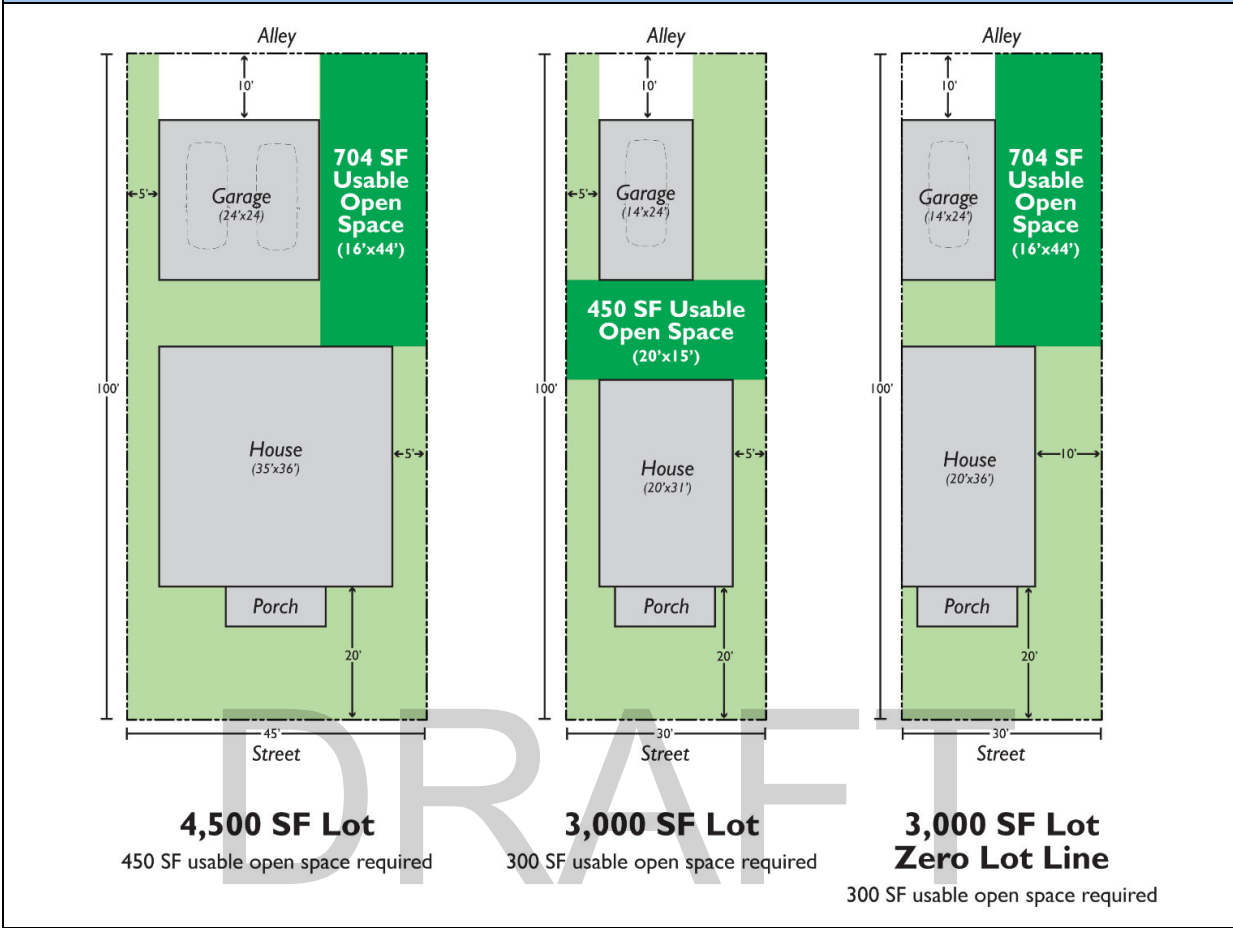 Alley
10'
5'
Garage
(24'x24)
704 SF
Usable
Open
Space
(16'x44')
100'
House
(35'x36')
5'
Porch
20'
45'
Street
4,500 SF Lot
450 SF usable open space required
Alley
10'
5'
Garage
(14'x24')
450 SF Usable
Open Space
(20'x15')
100'
House
(20'x31')
5'
Porch
20'
30'
Street
3,000 SF Lot
300 SF usable open space required
Alley
10'
Garage
(14'x24')
704 SF
Usable
Open
Space
(16'x44')
100'
House
(20'x36')
10'
Porch
20'
30'
Street
3,000 SF Lot
Zero Lot Line
300 SF usable open space required
DRAFT